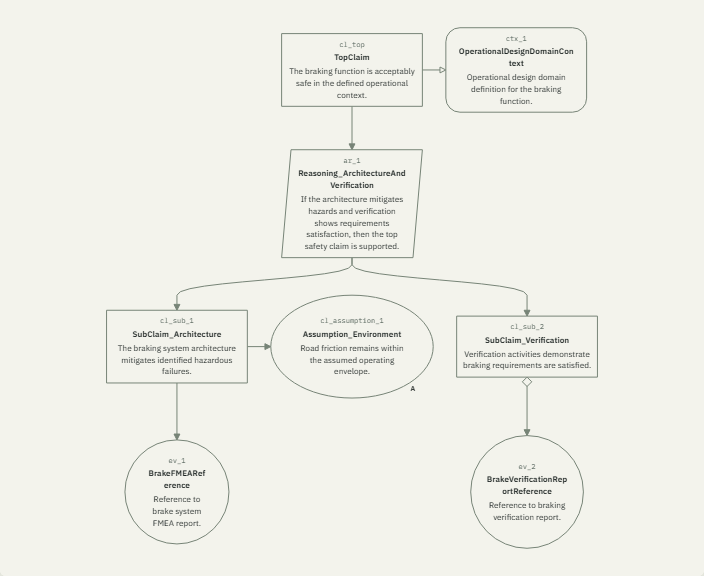 cl_top
TopClaim
The braking function is acceptably
safe in the defined operational
context.
ctx_1
OperationalDesignDomainCon
text
Operational design domain
definition for the braking
function.
ar_1
Reasoning_ArchitectureAnd
Verification
If the architecture mitigates
hazards and verification
shows requirements
satisfaction, then the top
safety claim is supported.
cl_sub_1
SubClaim_Architecture
The braking system architecture
mitigates identified hazardous
failures.
cl_assumption_1
Assumption_Environment
Road friction remains within
the assumed operating
envelope.
A
cl_sub_2
SubClaim_Verification
Verification activities demonstrate
braking requirements are satisfied.
ev_1
BrakeFMEARef
erence
Reference to
brake system
FMEA report.
ev_2
BrakeVerificationRep
ortReference
Reference to braking
verification report.